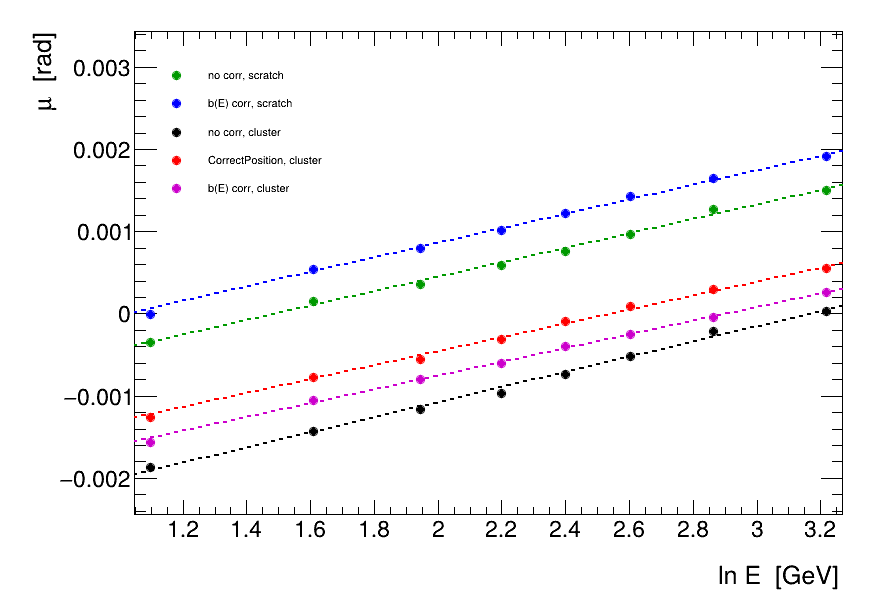 μ [rad]
0.003
0.002
0.001
0
−0.001
−0.002
no corr, scratch
b(E) corr, scratch
no corr, cluster
CorrectPosition, cluster
b(E) corr, cluster
1.2 1.4 1.6 1.8 2 2.2 2.4 2.6 2.8 3 3.2
ln E [GeV]